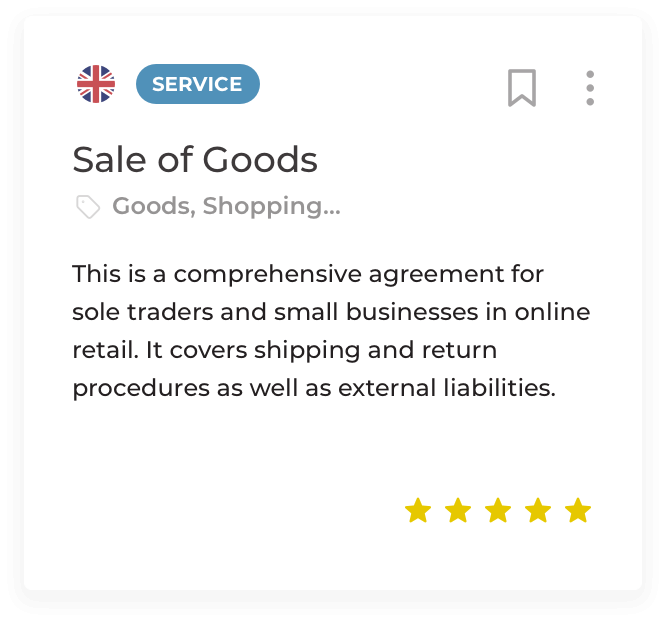 SERVICE
Sale of Goods
Goods, Shopping...
This is a comprehensive agreement for
sole traders and small businesses in online
retail. It covers shipping and return
procedures as well as external liabilities.